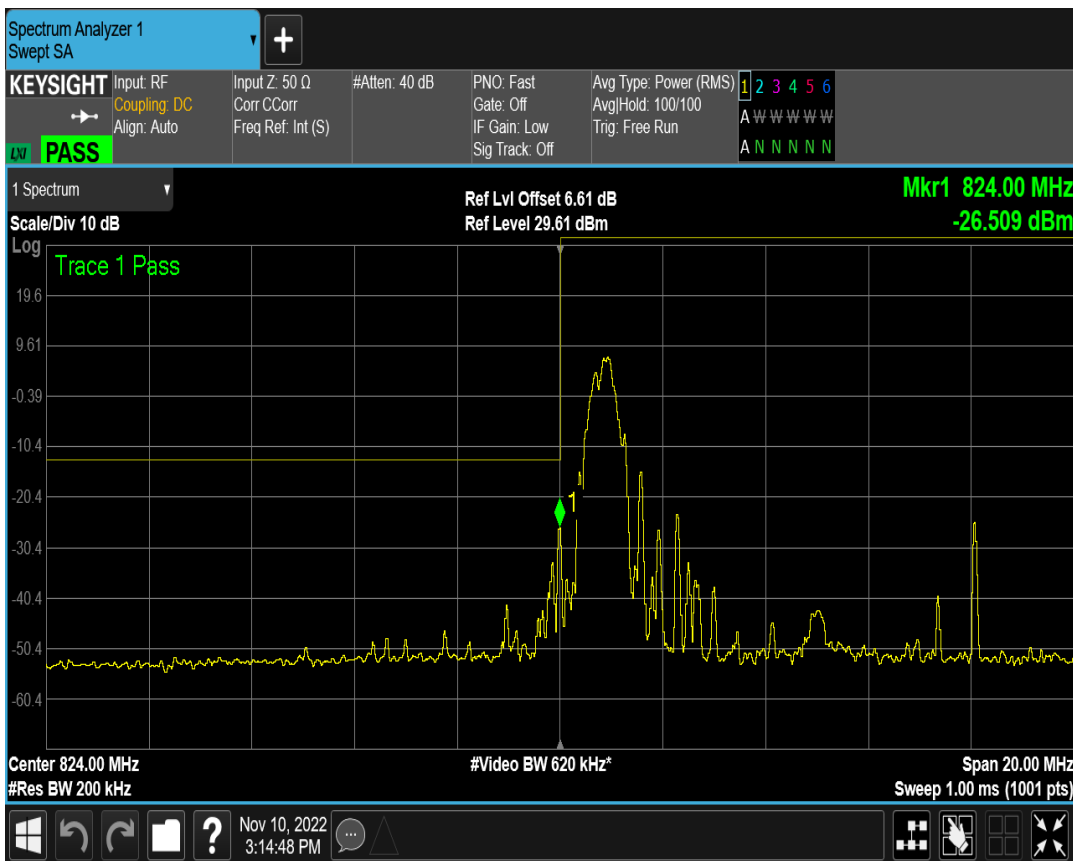 Spectrum Analyzer 1
Swept SA
+
KEYSIGHT
Input: RF
Coupling: DC
Align: Auto
LXI PASS
Input Z: 50 Ω
Corr CCorr
Freq Ref: Int (S)
#Atten: 40 dB
PNO: Fast
Gate: Off
IF Gain: Low
Sig Track: Off
Avg Type: Power (RMS)
Avg|Hold: 100/100
Trig: Free Run
1 2 3 4 5 6
A W W W W W
A N N N N N
1 Spectrum
Scale/Div 10 dB
Ref Lvl Offset 6.61 dB
Ref Level 29.61 dBm
Mkr1 824.00 MHz
-26.509 dBm
Log
Trace 1 Pass
19.6
9.61
-0.39
-10.4
-20.4
-30.4
-40.4
-50.4
-60.4
1
Center 824.00 MHz
#Res BW 200 kHz
#Video BW 620 kHz*
Span 20.00 MHz
Sweep 1.00 ms (1001 pts)
?
Nov 10, 2022
3:14:48 PM